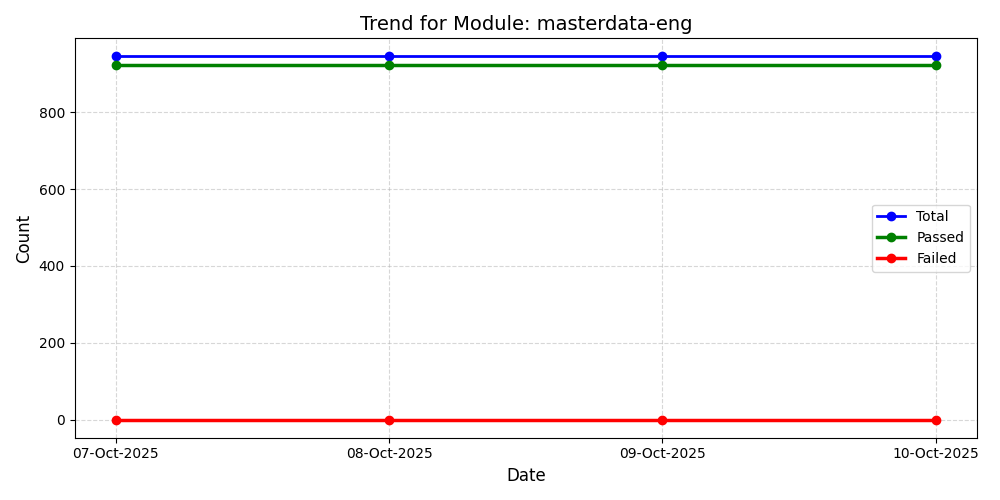 Trend for Module: masterdata-eng
Count
800
600
400
200
0
Total
Passed
Failed
07-Oct-2025
08-Oct-2025
09-Oct-2025
10-Oct-2025
Date